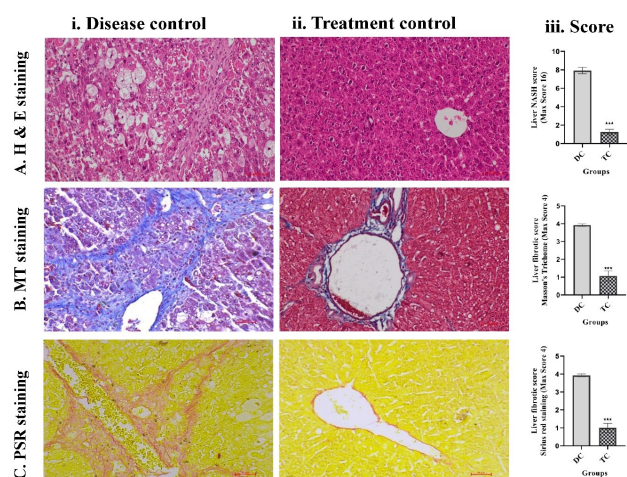 i. Disease control
ii. Treatment control
iii. Score
A. H & E staining
Liver NASH score
(Max Score 16)
10
8
6
4
2
0
***
DC
TC
Groups
B. MT staining
Liver fibrotic score
Masson's Trichome (Max Score 4)
5
4
3
2
1
0
***
DC
TC
Groups
C. PSR staining
Liver fibrotic score
Sirius red staining (Max Score 4)
5
4
3
2
1
0
***
DC
TC
Groups